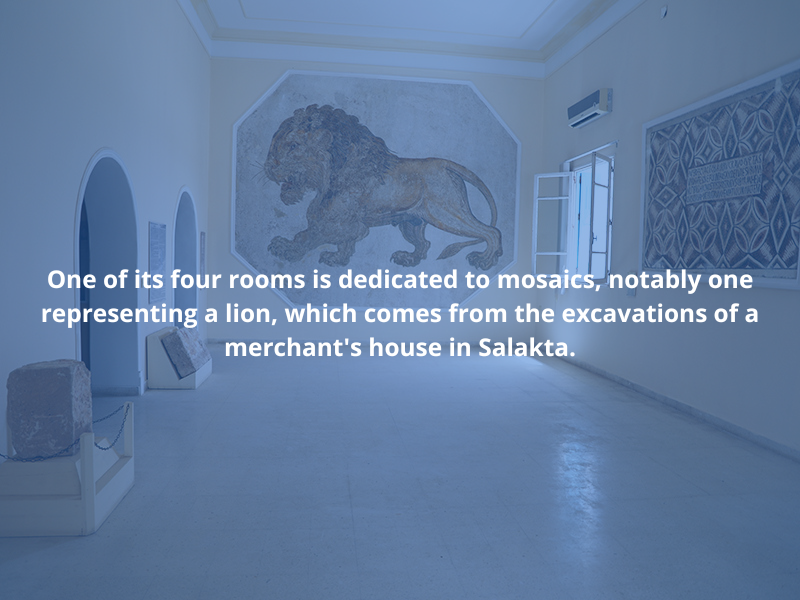 One of its four rooms is dedicated to mosaics, notably one
representing a lion, which comes from the excavations of a
merchant's house in Salakta.